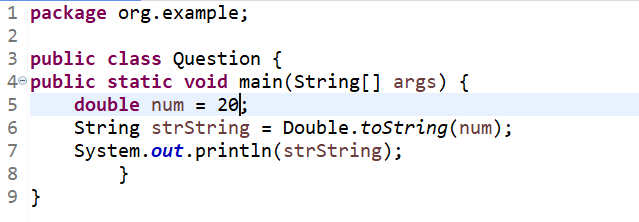 1 package org.example;
2
3 public class Question {
4 public static void main(String[] args) {
5     double num = 20;
6     String strString = Double.toString(num);
7     System.out.println(strString);
8         }
9 }